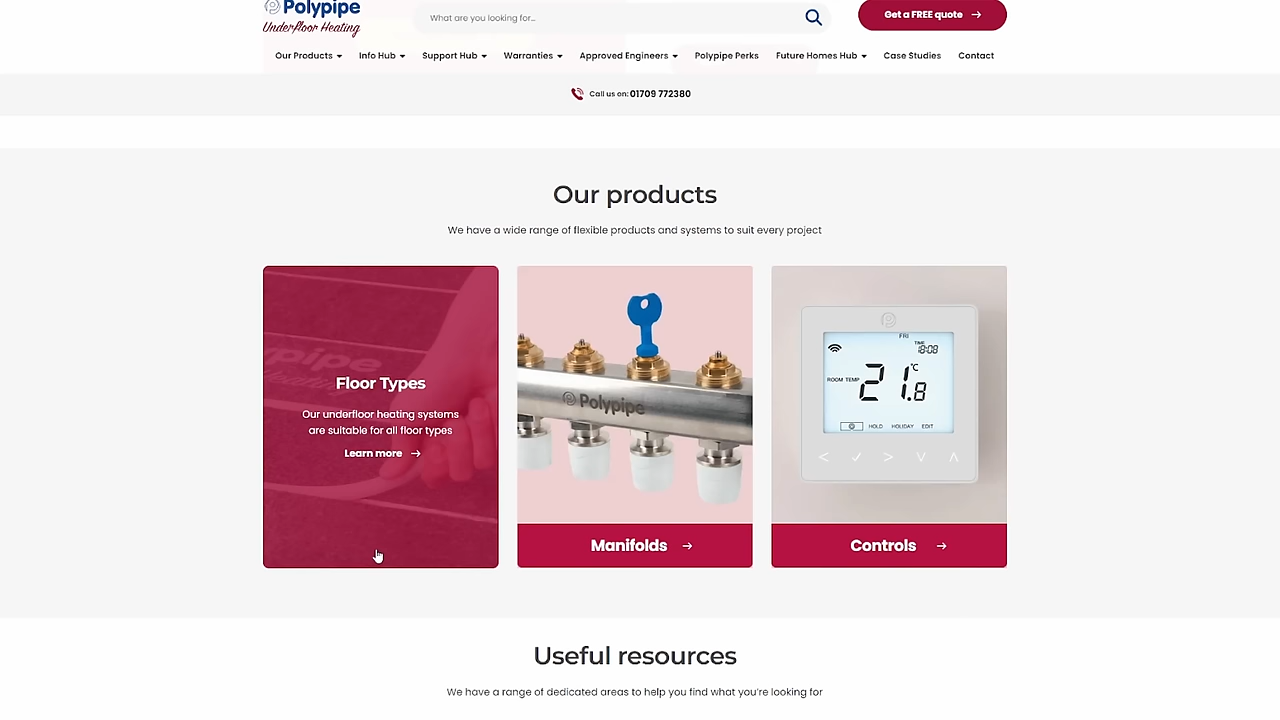 Polypipe
Underfloor Heating
What are you looking for...
Get a FREE quote
Our Products
Info Hub
Support Hub
Warranties
Approved Engineers
Polypipe Perks
Future Homes Hub
Case Studies
Contact
Call us on: 01709 772380
Our products
We have a wide range of flexible products and systems to suit every project
Floor Types
Our underfloor heating systems
are suitable for all floor types
Learn more
Polypipe
Manifolds
FRI
TIME
18:08
ROOM TEMP
21.8
°C
HOLD
HOLIDAY
EDIT
Controls
Useful resources
We have a range of dedicated areas to help you find what you're looking for